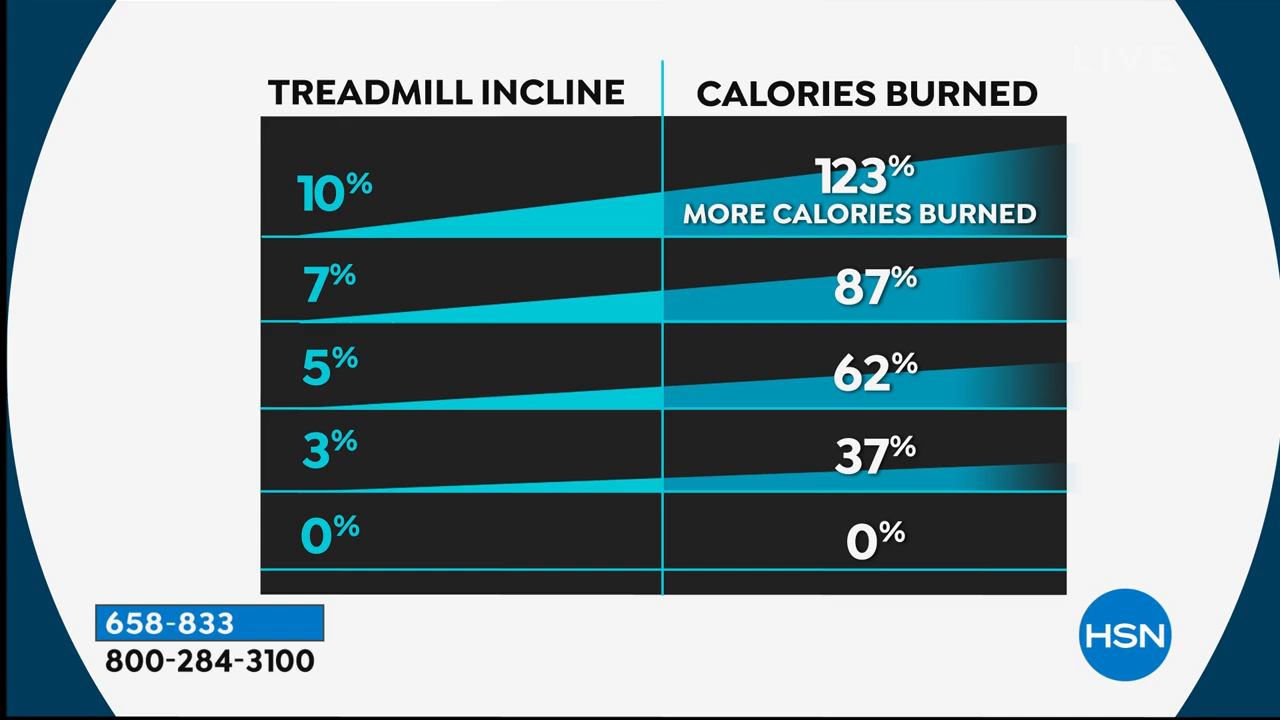 LIVE
TREADMILL INCLINE CALORIES BURNED
10% 123%
MORE CALORIES BURNED
7% 87%
5% 62%
3% 37%
0% 0%
658-833
800-284-3100
HSN